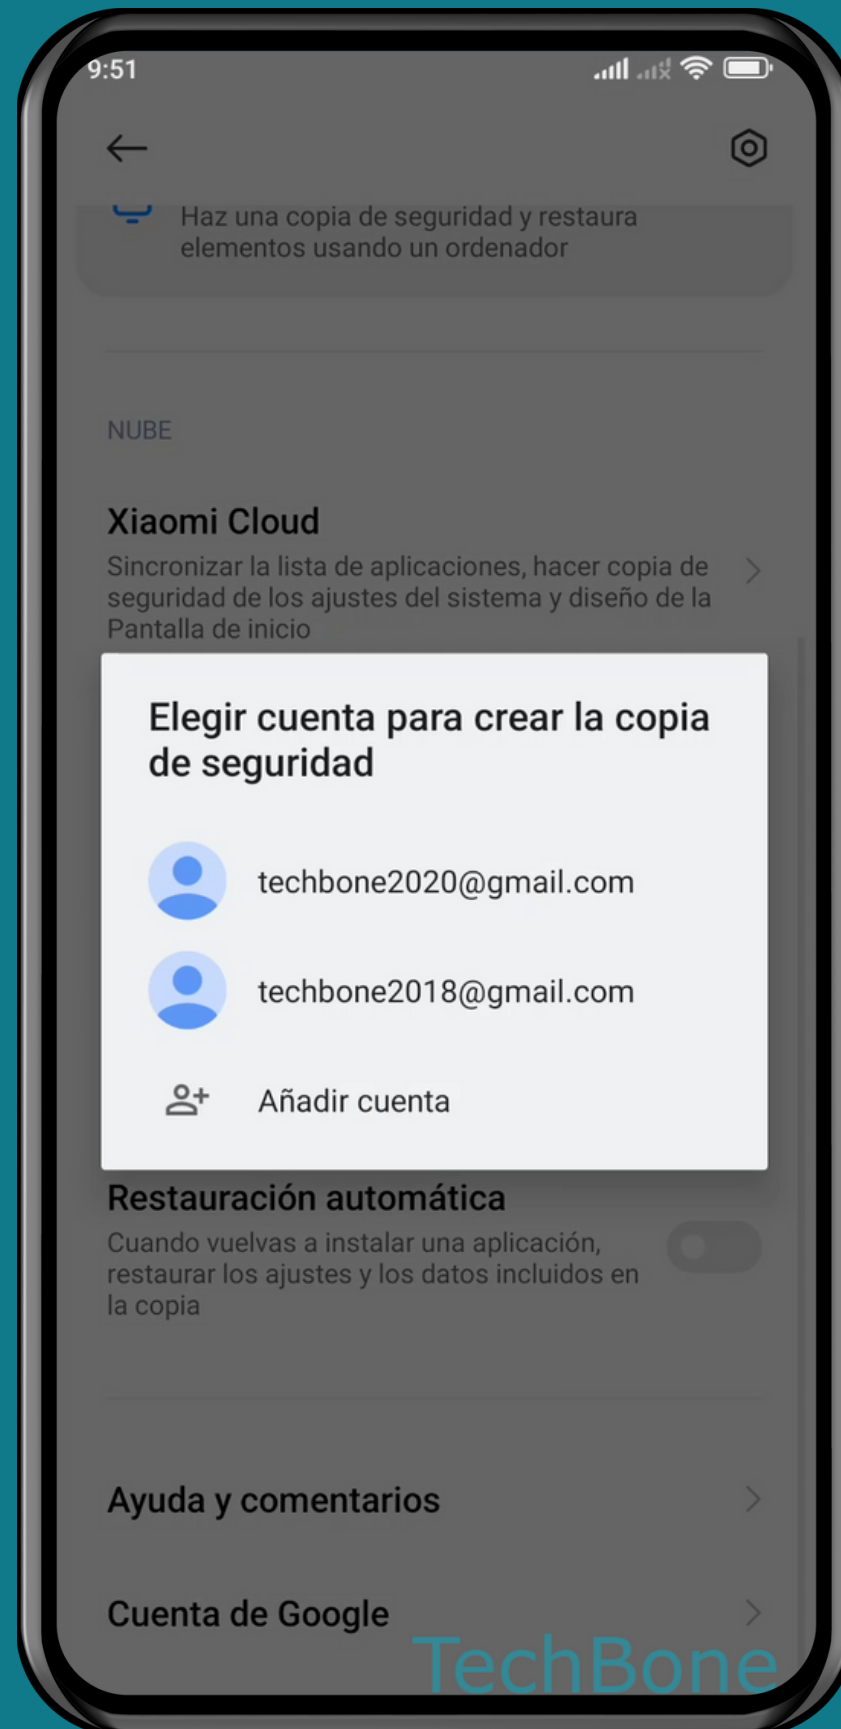 9:51
Haz una copia de seguridad y restaura
elementos usando un ordenador
NUBE
Xiaomi Cloud
Sincronizar la lista de aplicaciones, hacer copia de
seguridad de los ajustes del sistema y diseño de la
Pantalla de inicio
Elegir cuenta para crear la copia
de seguridad
techbone2020@gmail.com
techbone2018@gmail.com
Añadir cuenta
Restauración automática
Cuando vuelvas a instalar una aplicación,
restaurar los ajustes y los datos incluidos en
la copia
Ayuda y comentarios
Cuenta de Google
TechBone